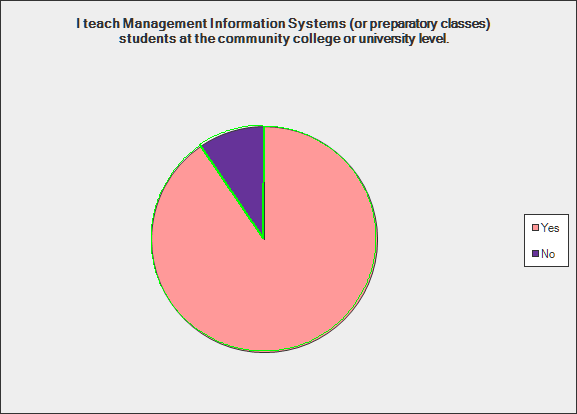 I teach Management Information Systems (or preparatory classes)
students at the community college or university level.
Yes
No